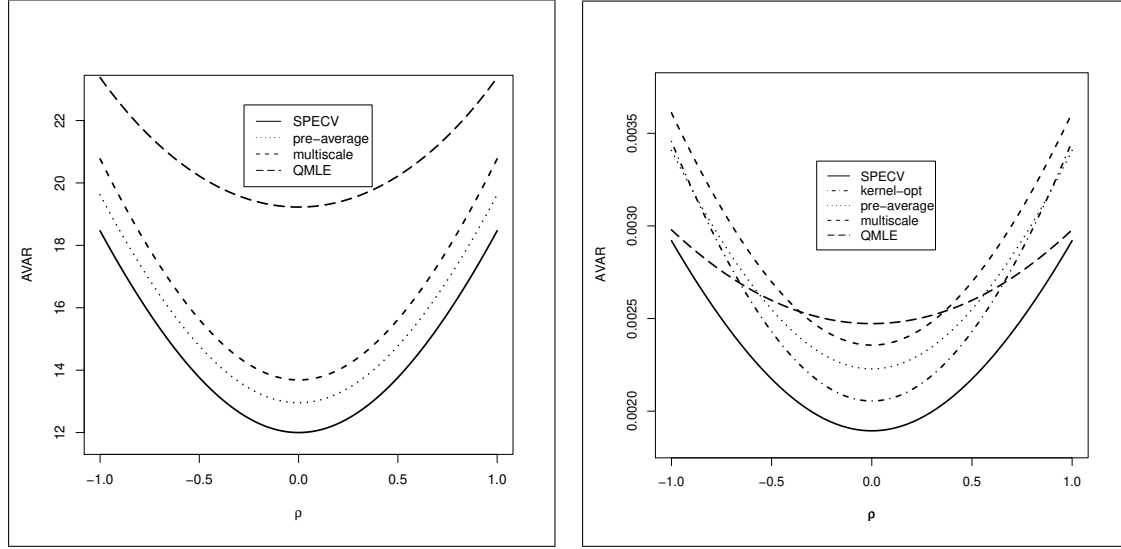 SPECV
pre-average
multiscale
QMLE
AVAR
22
20
18
16
14
12
-1.0
-0.5
0.0
0.5
1.0
ρ
SPECV
kernel-opt
pre-average
multiscale
QMLE
AVAR
0.0035
0.0030
0.0025
0.0020
-1.0
-0.5
0.0
0.5
1.0
ρ